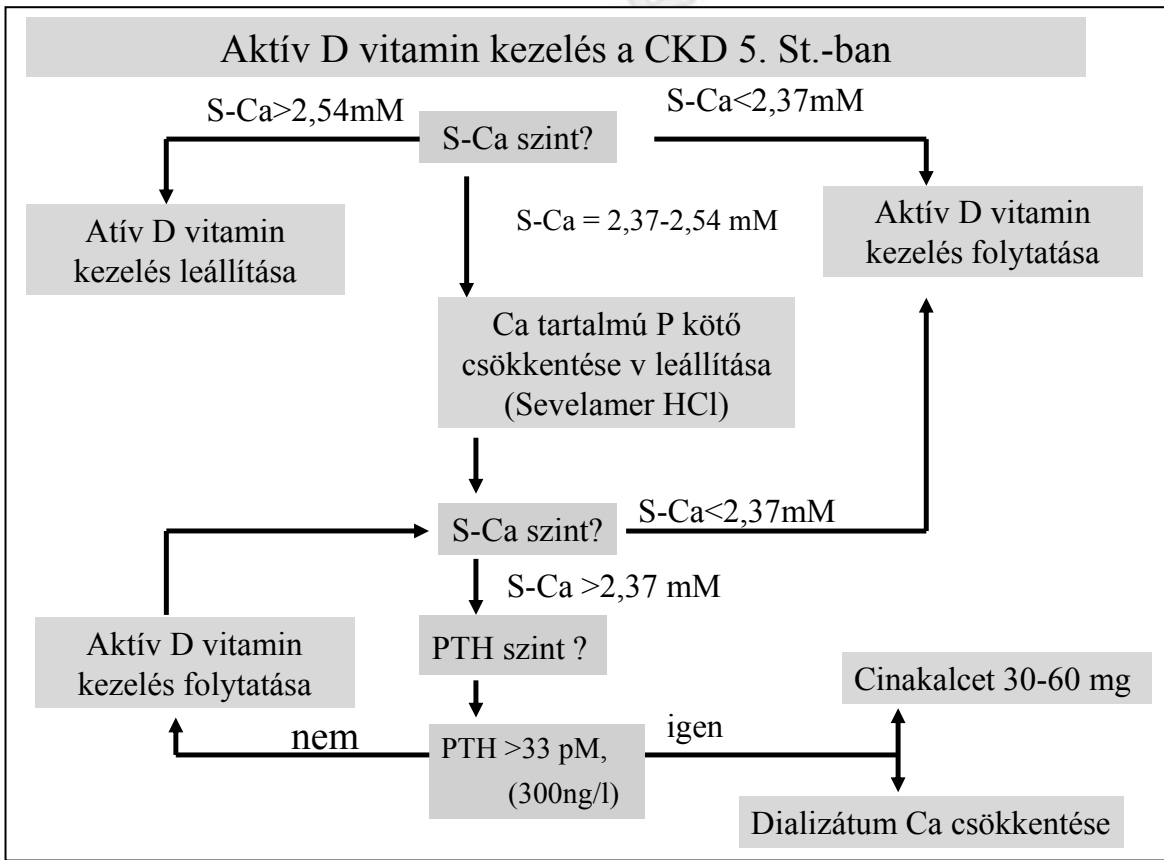 Aktív D vitamin kezelés a CKD 5. St.-ban
S-Ca>2,54mM
S-Ca<2,37mM
S-Ca szint?
Atív D vitamin
kezelés leállítása
S-Ca = 2,37-2,54 mM
Aktív D vitamin
kezelés folytatása
Ca tartalmú P kötő
csökkentése v leállítása
(Sevelamer HCl)
S-Ca szint?
S-Ca<2,37mM
S-Ca >2,37 mM
Aktív D vitamin
kezelés folytatása
PTH szint ?
Cinakalcet 30-60 mg
nem
PTH >33 pM,
(300ng/l)
igen
Dializátum Ca csökkentése